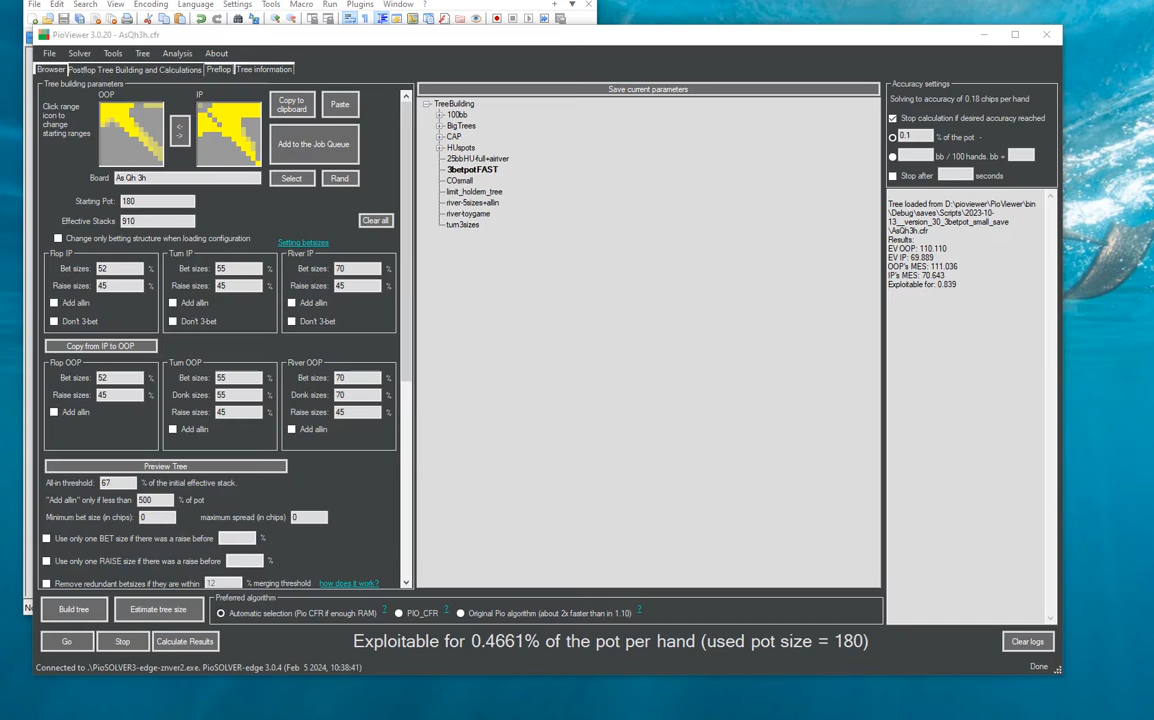 File Edit Search View Encoding Language Settings Tools Macro Run Plugins Window ?
PioViewer 3.0.20 - AsQh3h.cfr
File Solver Tools Tree Analysis About
Browser Postflop Tree Building and Calculations Preflop Tree information
Tree building parameters
OOP IP
Click range
icon to
change
starting ranges
<-
->
Copy to
clipboard
Paste
Add to the Job Queue
Board As Qh 3h Select Rand
Starting Pot: 180
Effective Stacks 910 Clear all
Change only betting structure when loading configuration Setting betsizes
Flop IP Turn IP River IP
Bet sizes: 52 % Bet sizes: 55 % Bet sizes: 70 %
Raise sizes: 45 % Raise sizes: 45 % Raise sizes: 45 %
Add allin Add allin Add allin
Don't 3-bet Don't 3-bet Don't 3-bet
Copy from IP to OOP
Flop OOP Turn OOP River OOP
Bet sizes: 52 % Bet sizes: 55 % Bet sizes: 70 %
Raise sizes: 45 % Donk sizes: 55 % Donk sizes: 70 %
Add allin Raise sizes: 45 % Raise sizes: 45 %
Add allin Add allin
Preview Tree
All-in threshold: 67 % of the initial effective stack.
"Add allin" only if less than 500 % of pot
Minimum bet size (in chips): 0 maximum spread (in chips) 0
Use only one BET size if there was a raise before %
Use only one RAISE size if there was a raise before %
Remove redundant betsizes if they are within 12 % merging threshold how does it work?
Save current parameters
TreeBuilding
100bb
BigTrees
CAP
HUspots
25bbHU-full+airiver
3betpotFAST
COsmall
limit_holdem_tree
river-5sizes+allin
river-toygame
turn3sizes
Accuracy settings
Solving to accuracy of 0.18 chips per hand
Stop calculation if desired accuracy reached
0.1 % of the pot -
bb / 100 hands. bb =
Stop after seconds
Tree loaded from D:\pioviewer\PioViewer\bin
\Debug\saves\Scripts\2023-10-
13__version_30_3betpot_small_save
\AsQh3h.cfr
Results:
EV OOP: 110.110
EV IP: 69.889
OOP's MES: 111.036
IP's MES: 70.643
Exploitable for: 0.839
Build tree Estimate tree size
Preferred algorithm
Automatic selection (Pio CFR if enough RAM) ? PIO_CFR ? Original Pio algorithm (about 2x faster than in 1.10) ?
Go Stop Calculate Results Exploitable for 0.4661% of the pot per hand (used pot size = 180) Clear logs
Connected to .\PioSOLVER3-edge-znver2.exe. PioSOLVER-edge 3.0.4 (Feb 5 2024, 10:38:41) Done